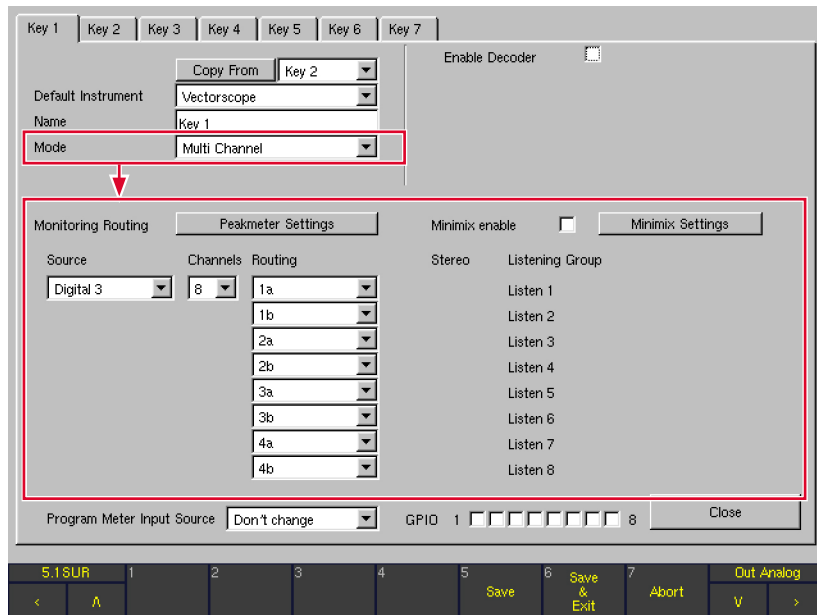 Key 1 Key 2 Key 3 Key 4 Key 5 Key 6 Key 7
Copy From Key 2
Enable Decoder
Default Instrument Vectorscope
Name Key 1
Mode Multi Channel
Monitoring Routing Peakmeter Settings Minimix enable Minimix Settings
Source Channels Routing Stereo Listening Group
Digital 3 8 1a Listen 1
1b Listen 2
2a Listen 3
2b Listen 4
3a Listen 5
3b Listen 6
4a Listen 7
4b Listen 8
Program Meter Input Source Don't change GPIO 1 8 Close
5.1SUR 1 2 3 4 5 6 7 Out Analog
< Λ Save Save & Exit Abort V >